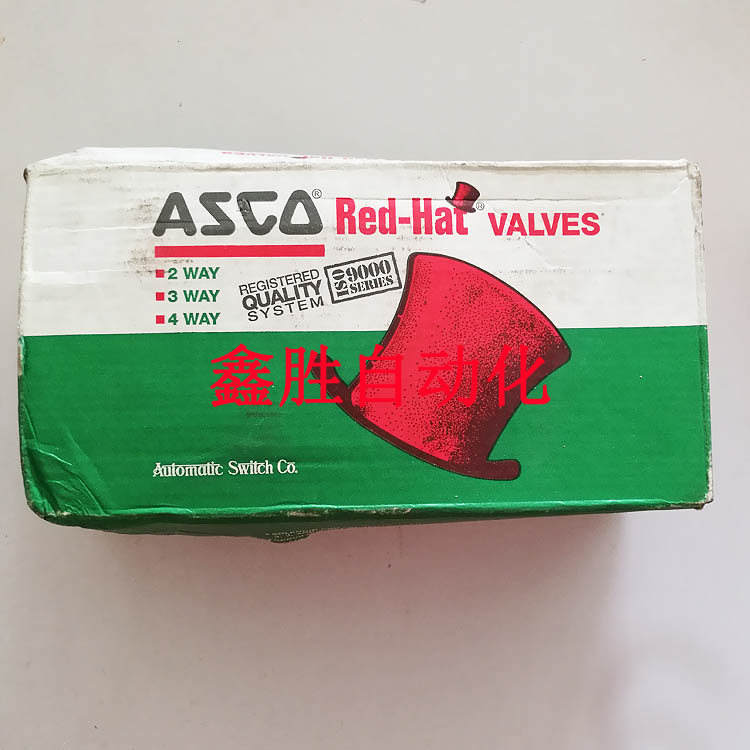 ASCO® Red-Hat® VALVES
2 WAY
3 WAY
4 WAY
REGISTERED
QUALITY
SYSTEM
ISO 9000 SERIES
鑫胜自动化
Automatic Switch Co.